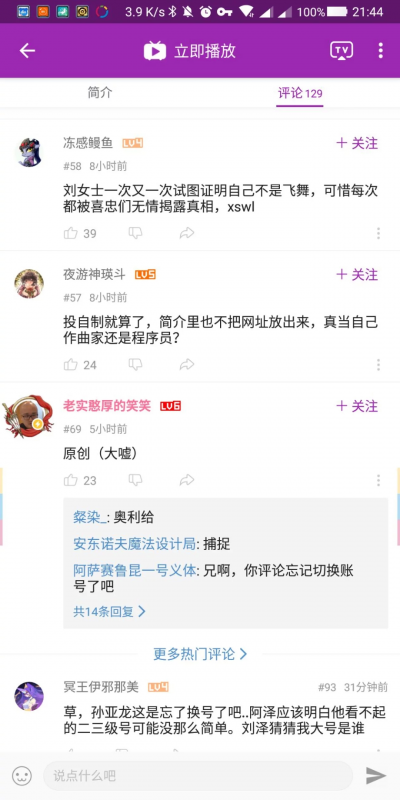 3.9 K/s 100% 21:44
立即播放 TV
简介 评论 129
冻感鳗鱼 LV4 + 关注
#58 8小时前
刘女士一次又一次试图证明自己不是飞舞，可惜每次
都被喜忠们无情揭露真相，xswl
39
夜游神瑛斗 LV5 + 关注
#57 8小时前
投自制就算了，简介里也不把网址放出来，真当自己
作曲家还是程序员？
24
老实憨厚的笑笑 LV6 + 关注
#69 5小时前
原创（大嘘）
23
粲染_: 奥利给
安东诺夫魔法设计局: 捕捉
阿萨赛鲁昆一号义体: 兄啊，你评论忘记切换账
号了吧
共14条回复
更多热门评论
冥王伊邪那美 LV4 #93 31分钟前
草，孙亚龙这是忘了换号了吧..阿泽应该明白他看不起
的二三级号可能没那么简单。刘泽猜猜我大号是谁
说点什么吧